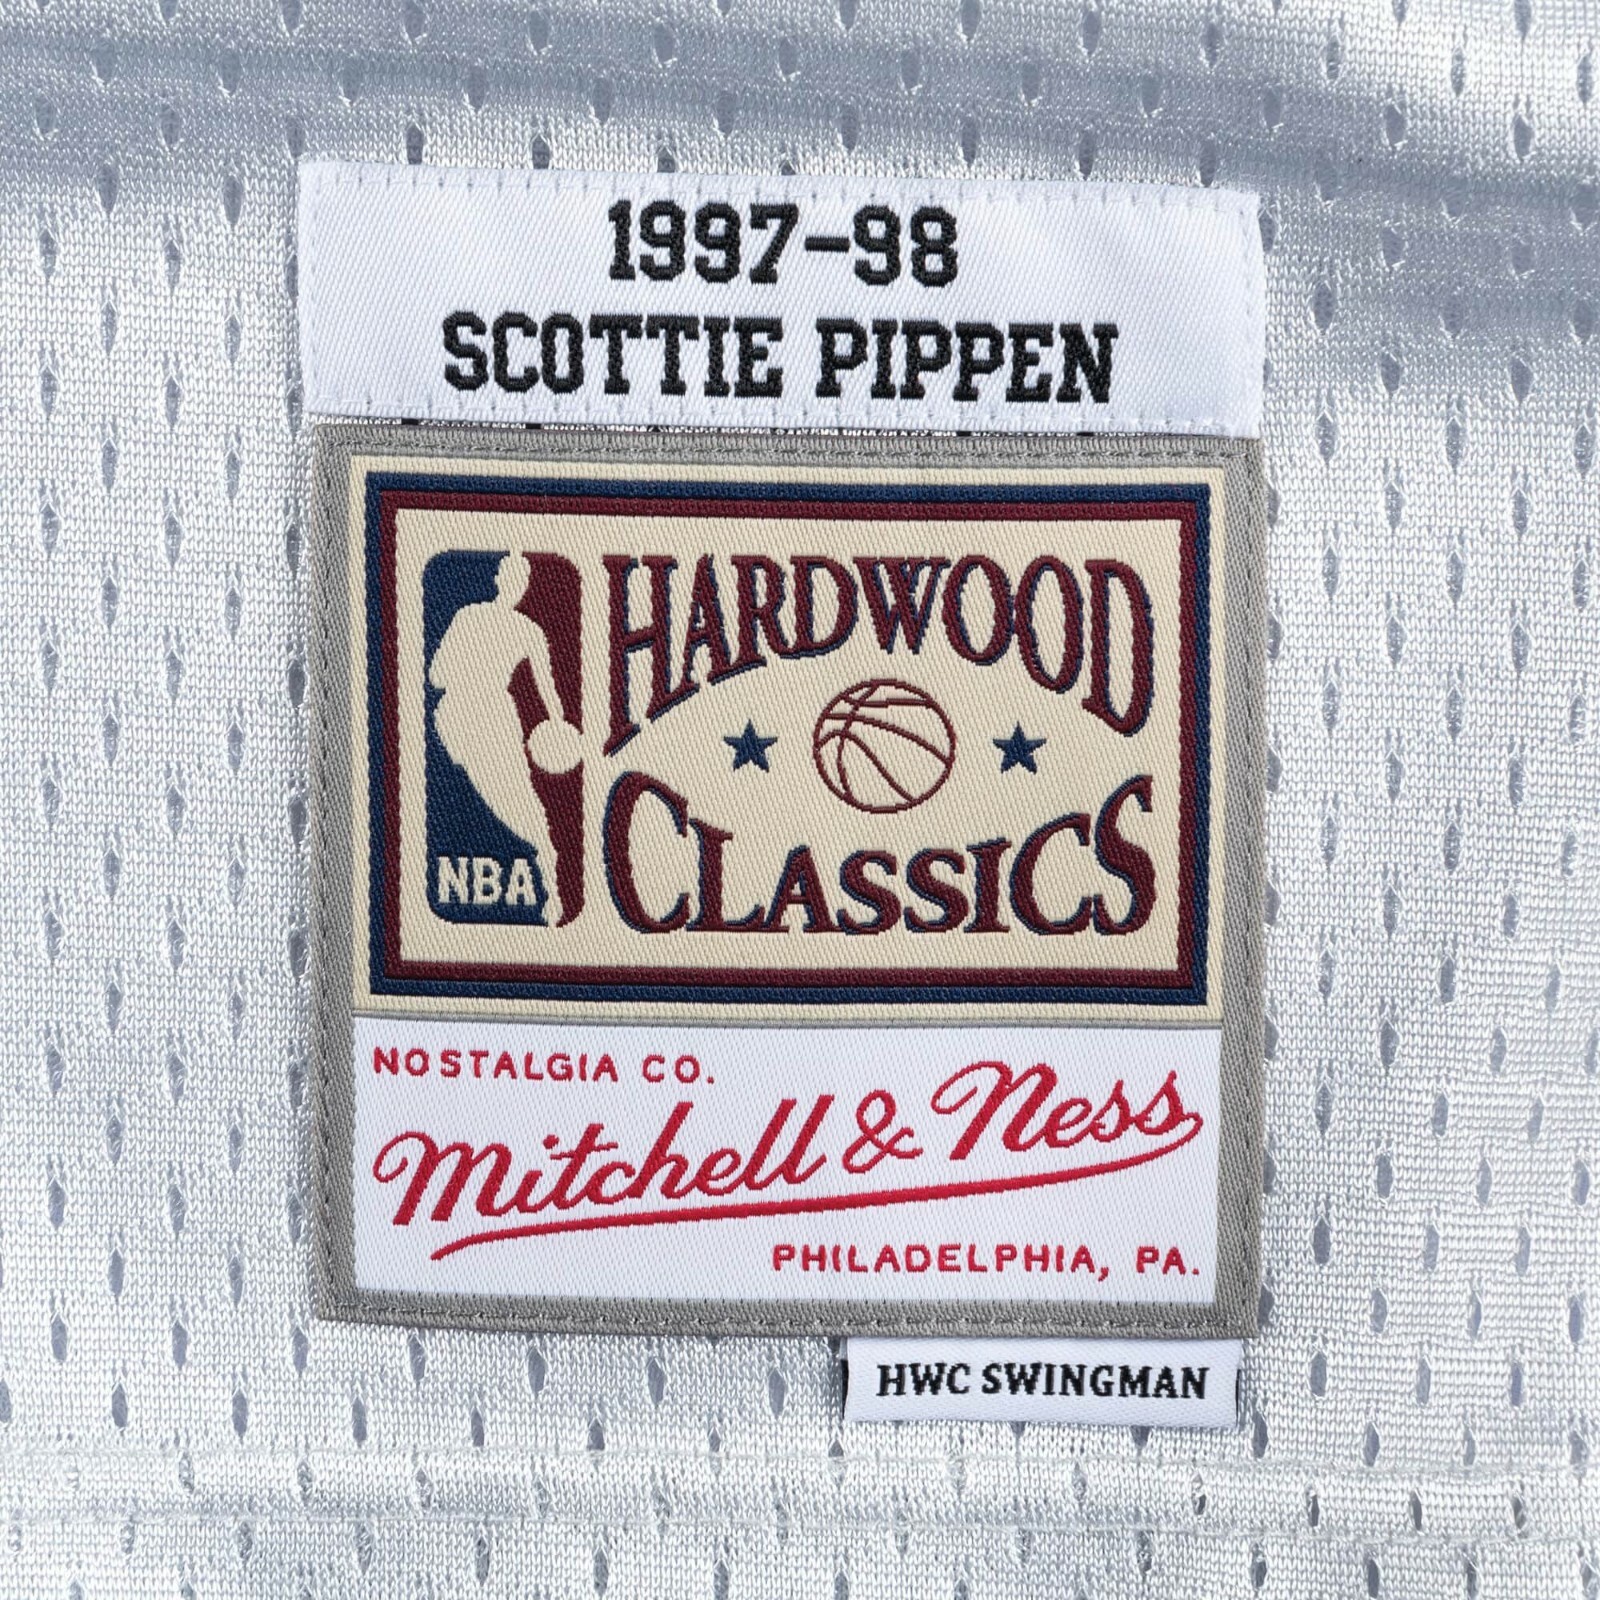 1997-98
SCOTTIE PIPPEN
HARDWOOD
CLASSICS
NBA
NOSTALGIA CO.
Mitchell & Ness
PHILADELPHIA, PA.
HWC SWINGMAN